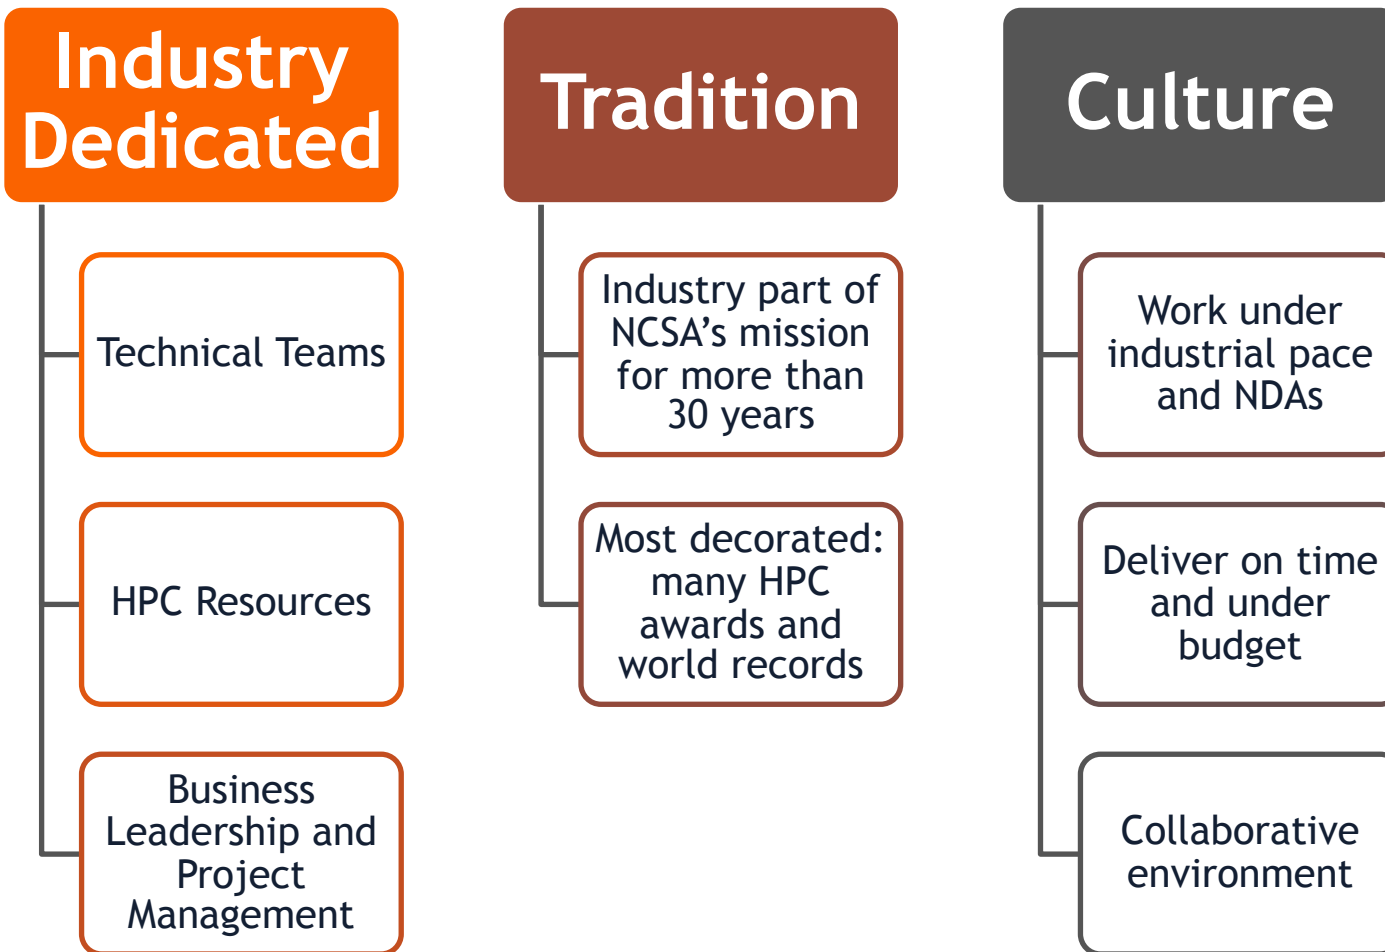 Industry
Dedicated
Technical Teams
HPC Resources
Business
Leadership and
Project
Management
Tradition
Industry part of
NCSA’s mission
for more than
30 years
Most decorated:
many HPC
awards and
world records
Culture
Work under
industrial pace
and NDAs
Deliver on time
and under
budget
Collaborative
environment